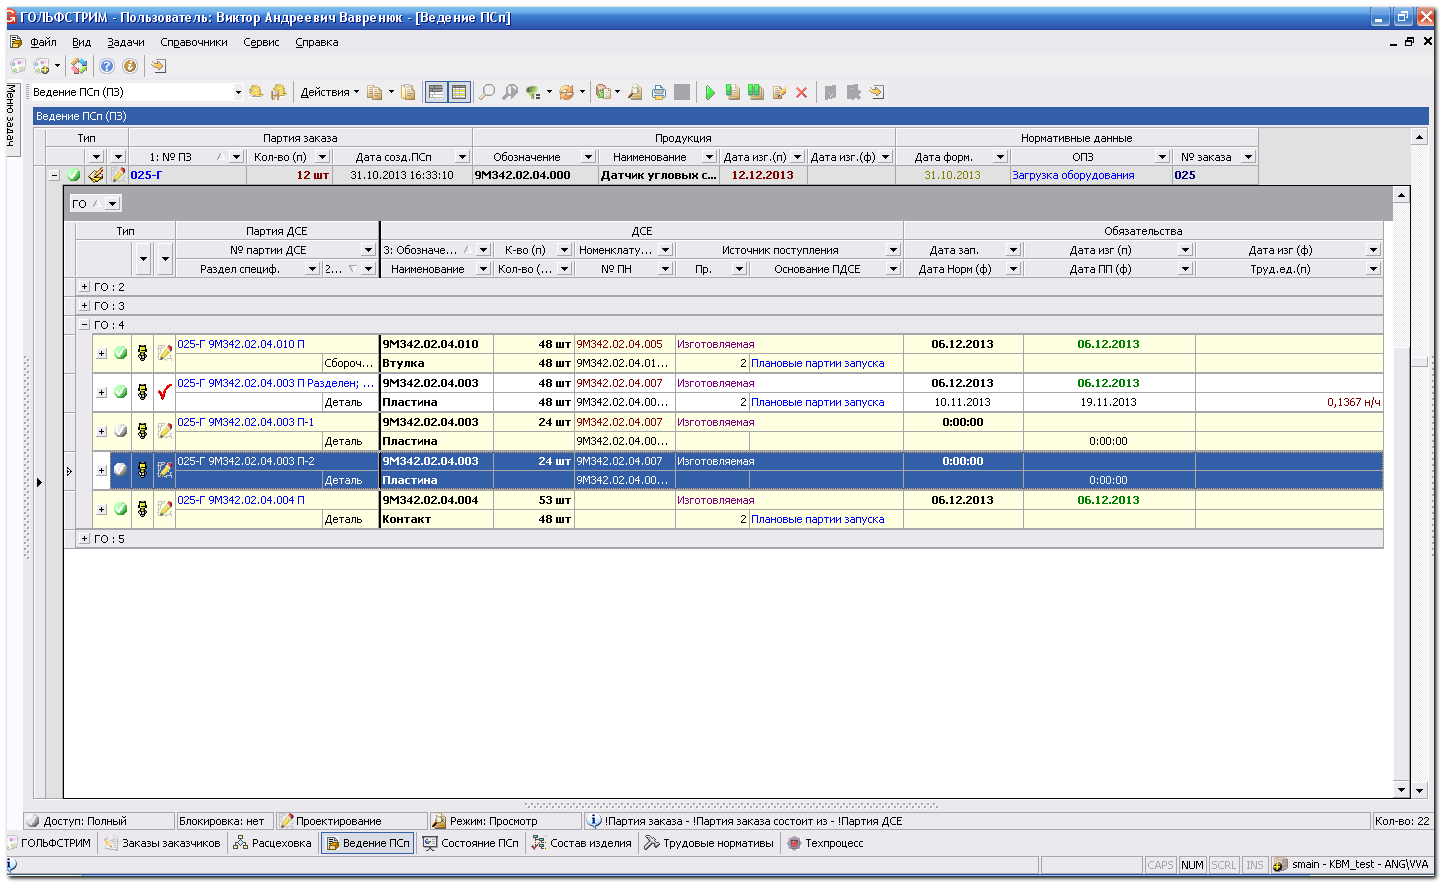 ГОЛЬФСТРИМ - Пользователь: Виктор Андреевич Вавренюк - [Ведение ПСп]
Файл Вид Задачи Справочники Сервис Справка
Меню задач
Ведение ПСп (ПЗ) Действия
Ведение ПСп (ПЗ)
Тип Партия заказа Продукция Нормативные данные
1: № ПЗ Кол-во (п) Дата созд.ПСп Обозначение Наименование Дата изг.(п) Дата изг.(ф) Дата форм. ОПЗ № заказа
025-Г 12 шт 31.10.2013 16:33:10 9М342.02.04.000 Датчик угловых с... 12.12.2013 31.10.2013 Загрузка оборудования 025
ГО
Тип Партия ДСЕ ДСЕ Обязательства
№ партии ДСЕ 3: Обозначе... К-во (п) Номенклату... Источник поступления Дата зап. Дата изг (п) Дата изг (ф)
Раздел специф. 2... Наименование Кол-во (... № ПН Пр. Основание ПДСЕ Дата Норм (ф) Дата ПП (ф) Труд.ед.(п)
ГО : 2
ГО : 3
ГО : 4
025-Г 9М342.02.04.010 П 9М342.02.04.010 48 шт 9М342.02.04.005 Изготовляемая 06.12.2013 06.12.2013
Сбороч... Втулка 48 шт 9М342.02.04.01... 2 Плановые партии запуска
025-Г 9М342.02.04.003 П Разделен; ... 9М342.02.04.003 48 шт 9М342.02.04.007 Изготовляемая 06.12.2013 06.12.2013
Деталь Пластина 48 шт 9М342.02.04.00... 2 Плановые партии запуска 10.11.2013 19.11.2013 0,1367 н/ч
025-Г 9М342.02.04.003 П-1 9М342.02.04.003 24 шт 9М342.02.04.007 Изготовляемая 0:00:00
Деталь Пластина 9М342.02.04.00... 0:00:00
025-Г 9М342.02.04.003 П-2 9М342.02.04.003 24 шт 9М342.02.04.007 Изготовляемая 0:00:00
Деталь Пластина 9М342.02.04.00... 0:00:00
025-Г 9М342.02.04.004 П 9М342.02.04.004 53 шт Изготовляемая 06.12.2013 06.12.2013
Деталь Контакт 48 шт 2 Плановые партии запуска
ГО : 5
Доступ: Полный Блокировка: нет Проектирование Режим: Просмотр !Партия заказа - !Партия заказа состоит из - !Партия ДСЕ Кол-во: 22
ГОЛЬФСТРИМ Заказы заказчиков Расцеховка Ведение ПСп Состояние ПСп Состав изделия Трудовые нормативы Техпроцесс
CAPS NUM SCRL INS smain - KBM_test - ANG\VVA